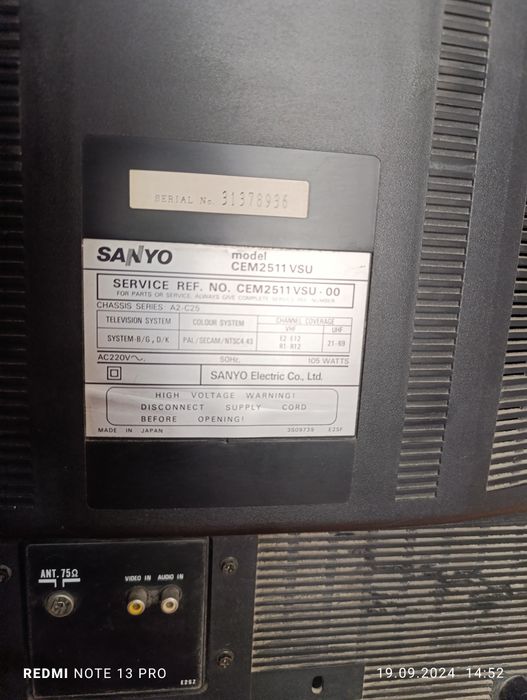 SERIAL No. 31378936
SANYO
model
CEM2511VSU
SERVICE REF. NO. CEM2511VSU-00
FOR PARTS OR SERVICE, ALWAYS GIVE COMPLETE SERVICE REF. NUMBER
CHASSIS SERIES: A2-C25
TELEVISION SYSTEM COLOUR SYSTEM CHANNEL COVERAGE
VHF UHF
SYSTEM-B/G, D/K PAL/SECAM/NTSC4.43 E2-E12 21-69
R1-R12
AC220V 50Hz 105 WATTS
SANYO Electric Co., Ltd.
HIGH VOLTAGE WARNING!
DISCONNECT SUPPLY CORD
BEFORE OPENING!
MADE IN JAPAN 3S09739 E2SF
ANT. 75Ω
VIDEO IN AUDIO IN
E2SZ
REDMI NOTE 13 PRO 19.09.2024 14:52